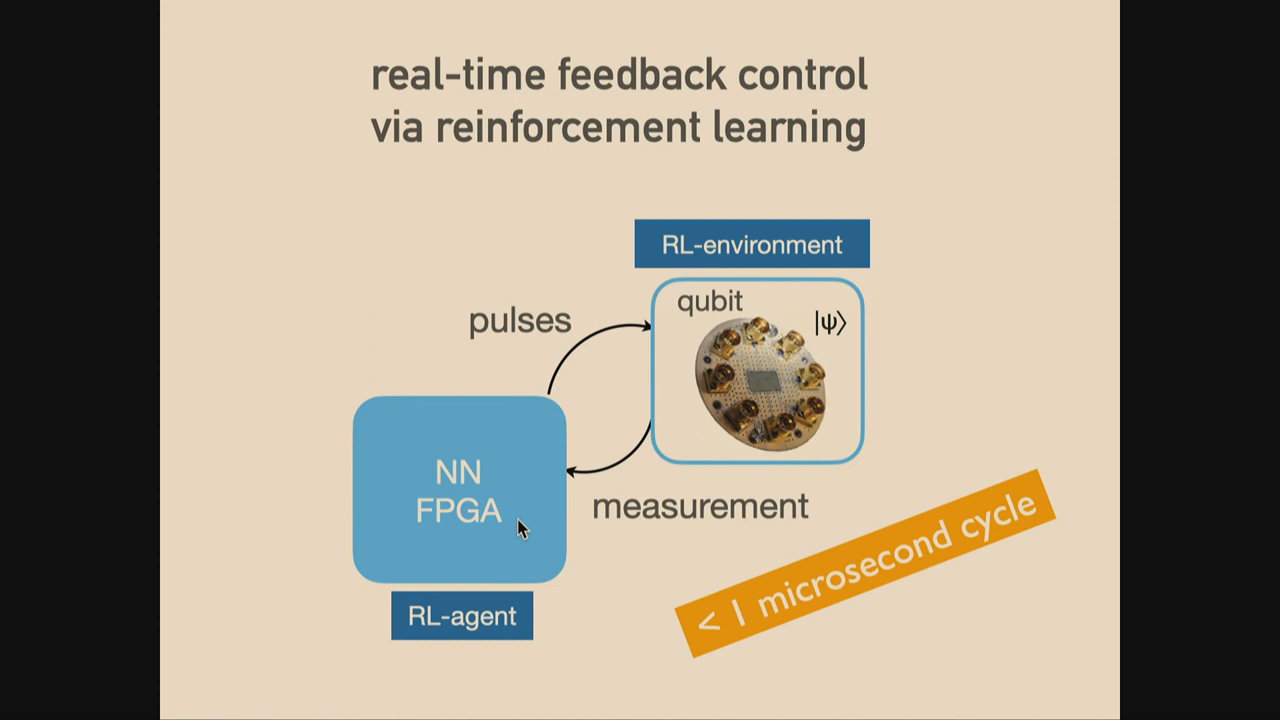 real-time feedback control
via reinforcement learning
RL-environment
qubit
|ψ⟩
pulses
NN
FPGA
measurement
< 1 microsecond cycle
RL-agent